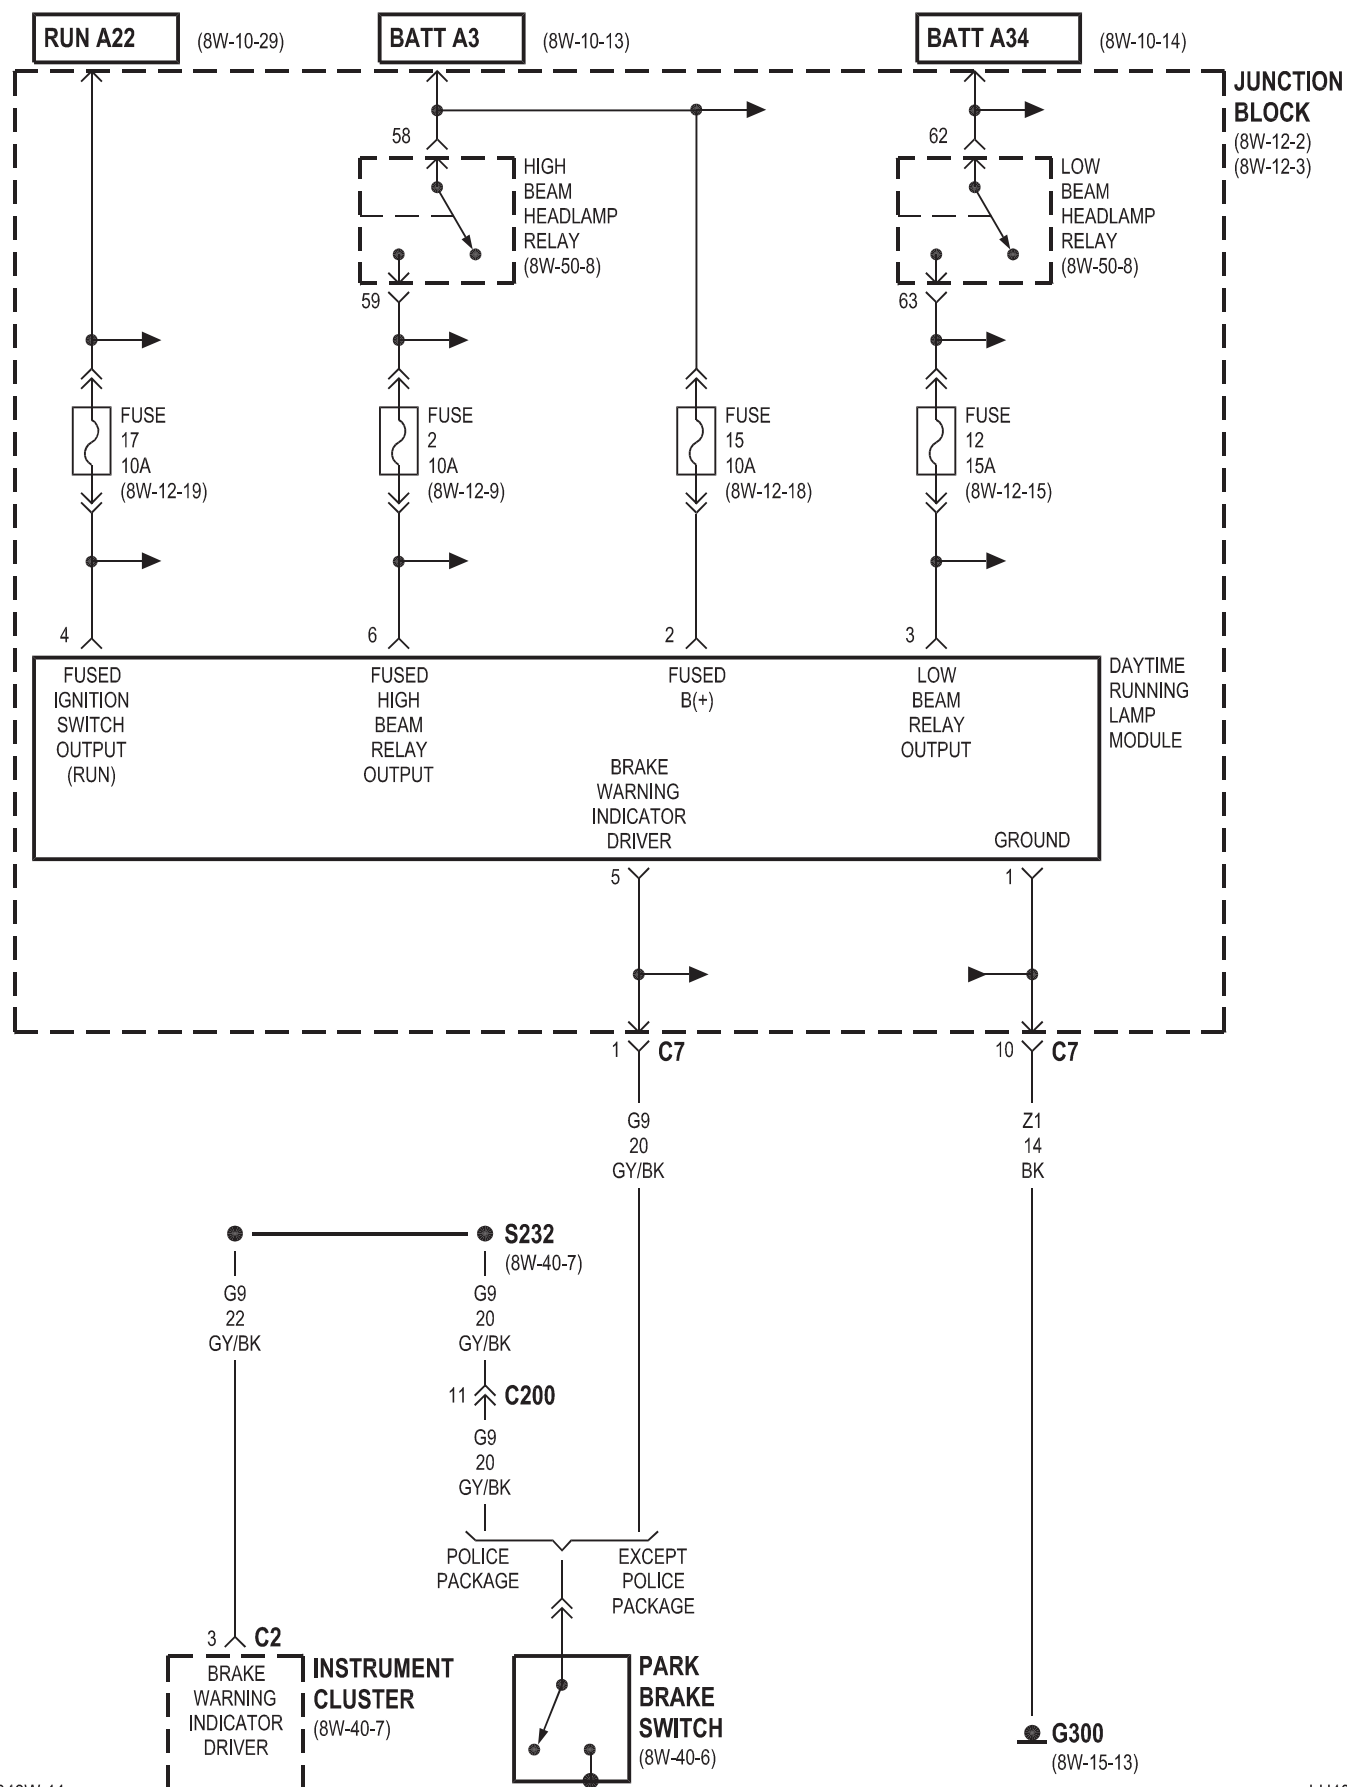 RUN A22 (8W-10-29) BATT A3 (8W-10-13) BATT A34 (8W-10-14)
JUNCTION
BLOCK
(8W-12-2)
(8W-12-3)
58
HIGH
BEAM
HEADLAMP
RELAY
(8W-50-8)
59
62
LOW
BEAM
HEADLAMP
RELAY
(8W-50-8)
63
FUSE
17
10A
(8W-12-19)
FUSE
2
10A
(8W-12-9)
FUSE
15
10A
(8W-12-18)
FUSE
12
15A
(8W-12-15)
4 6 2 3
FUSED
IGNITION
SWITCH
OUTPUT
(RUN)
FUSED
HIGH
BEAM
RELAY
OUTPUT
FUSED
B(+)
LOW
BEAM
RELAY
OUTPUT
DAYTIME
RUNNING
LAMP
MODULE
BRAKE
WARNING
INDICATOR
DRIVER
GROUND
5 1
1 C7 10 C7
G9
20
GY/BK
Z1
14
BK
S232
(8W-40-7)
G9
22
GY/BK
G9
20
GY/BK
11 C200
G9
20
GY/BK
POLICE
PACKAGE
EXCEPT
POLICE
PACKAGE
3 C2
BRAKE
WARNING
INDICATOR
DRIVER
INSTRUMENT
CLUSTER
(8W-40-7)
PARK
BRAKE
SWITCH
(8W-40-6)
G300
(8W-15-13)